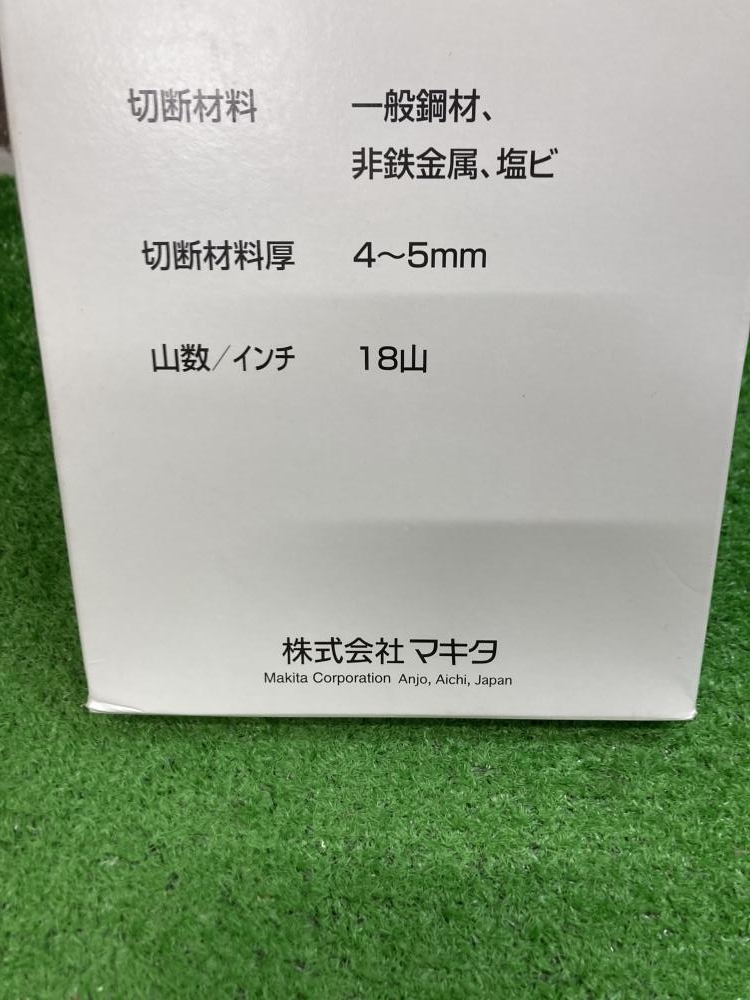 切断材料 一般鋼材、
非鉄金属、塩ビ
切断材料厚 4〜5mm
山数/インチ 18山
株式会社マキタ
Makita Corporation Anjo, Aichi, Japan